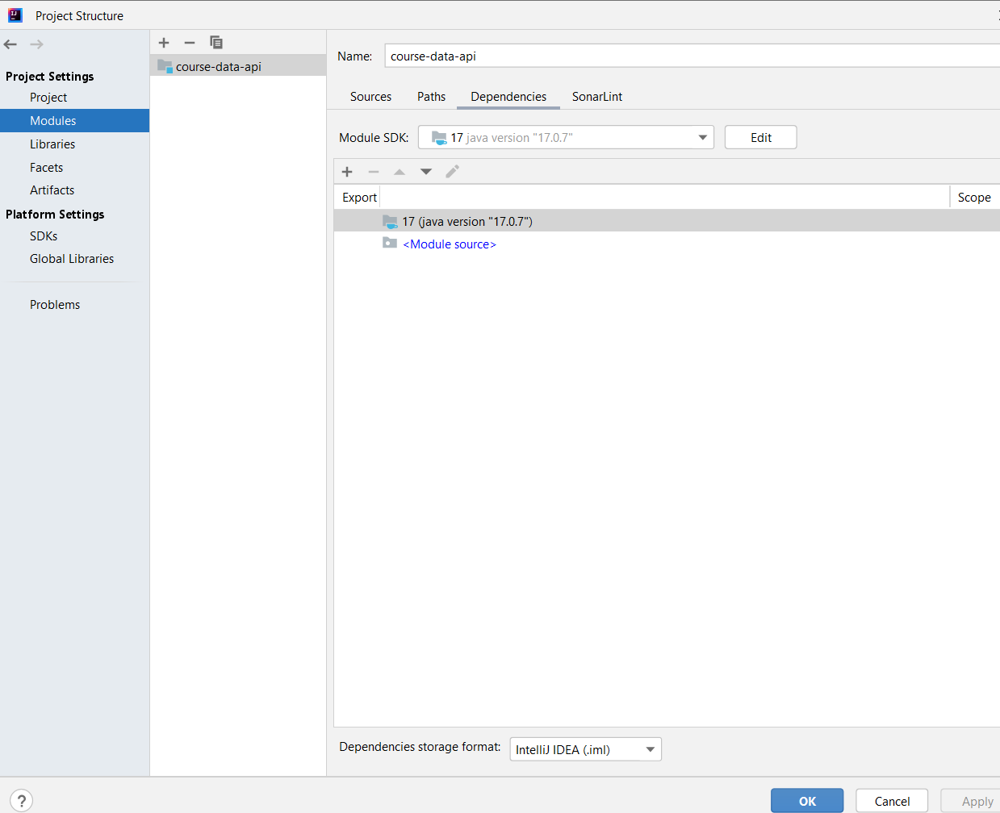 Project Structure
Project Settings
Project
Modules
Libraries
Facets
Artifacts
Platform Settings
SDKs
Global Libraries
Problems
course-data-api
Name: course-data-api
Sources Paths Dependencies SonarLint
Module SDK: 17 java version "17.0.7" Edit
Export Scope
17 (java version "17.0.7")
<Module source>
Dependencies storage format: IntelliJ IDEA (.iml)
? OK Cancel Apply